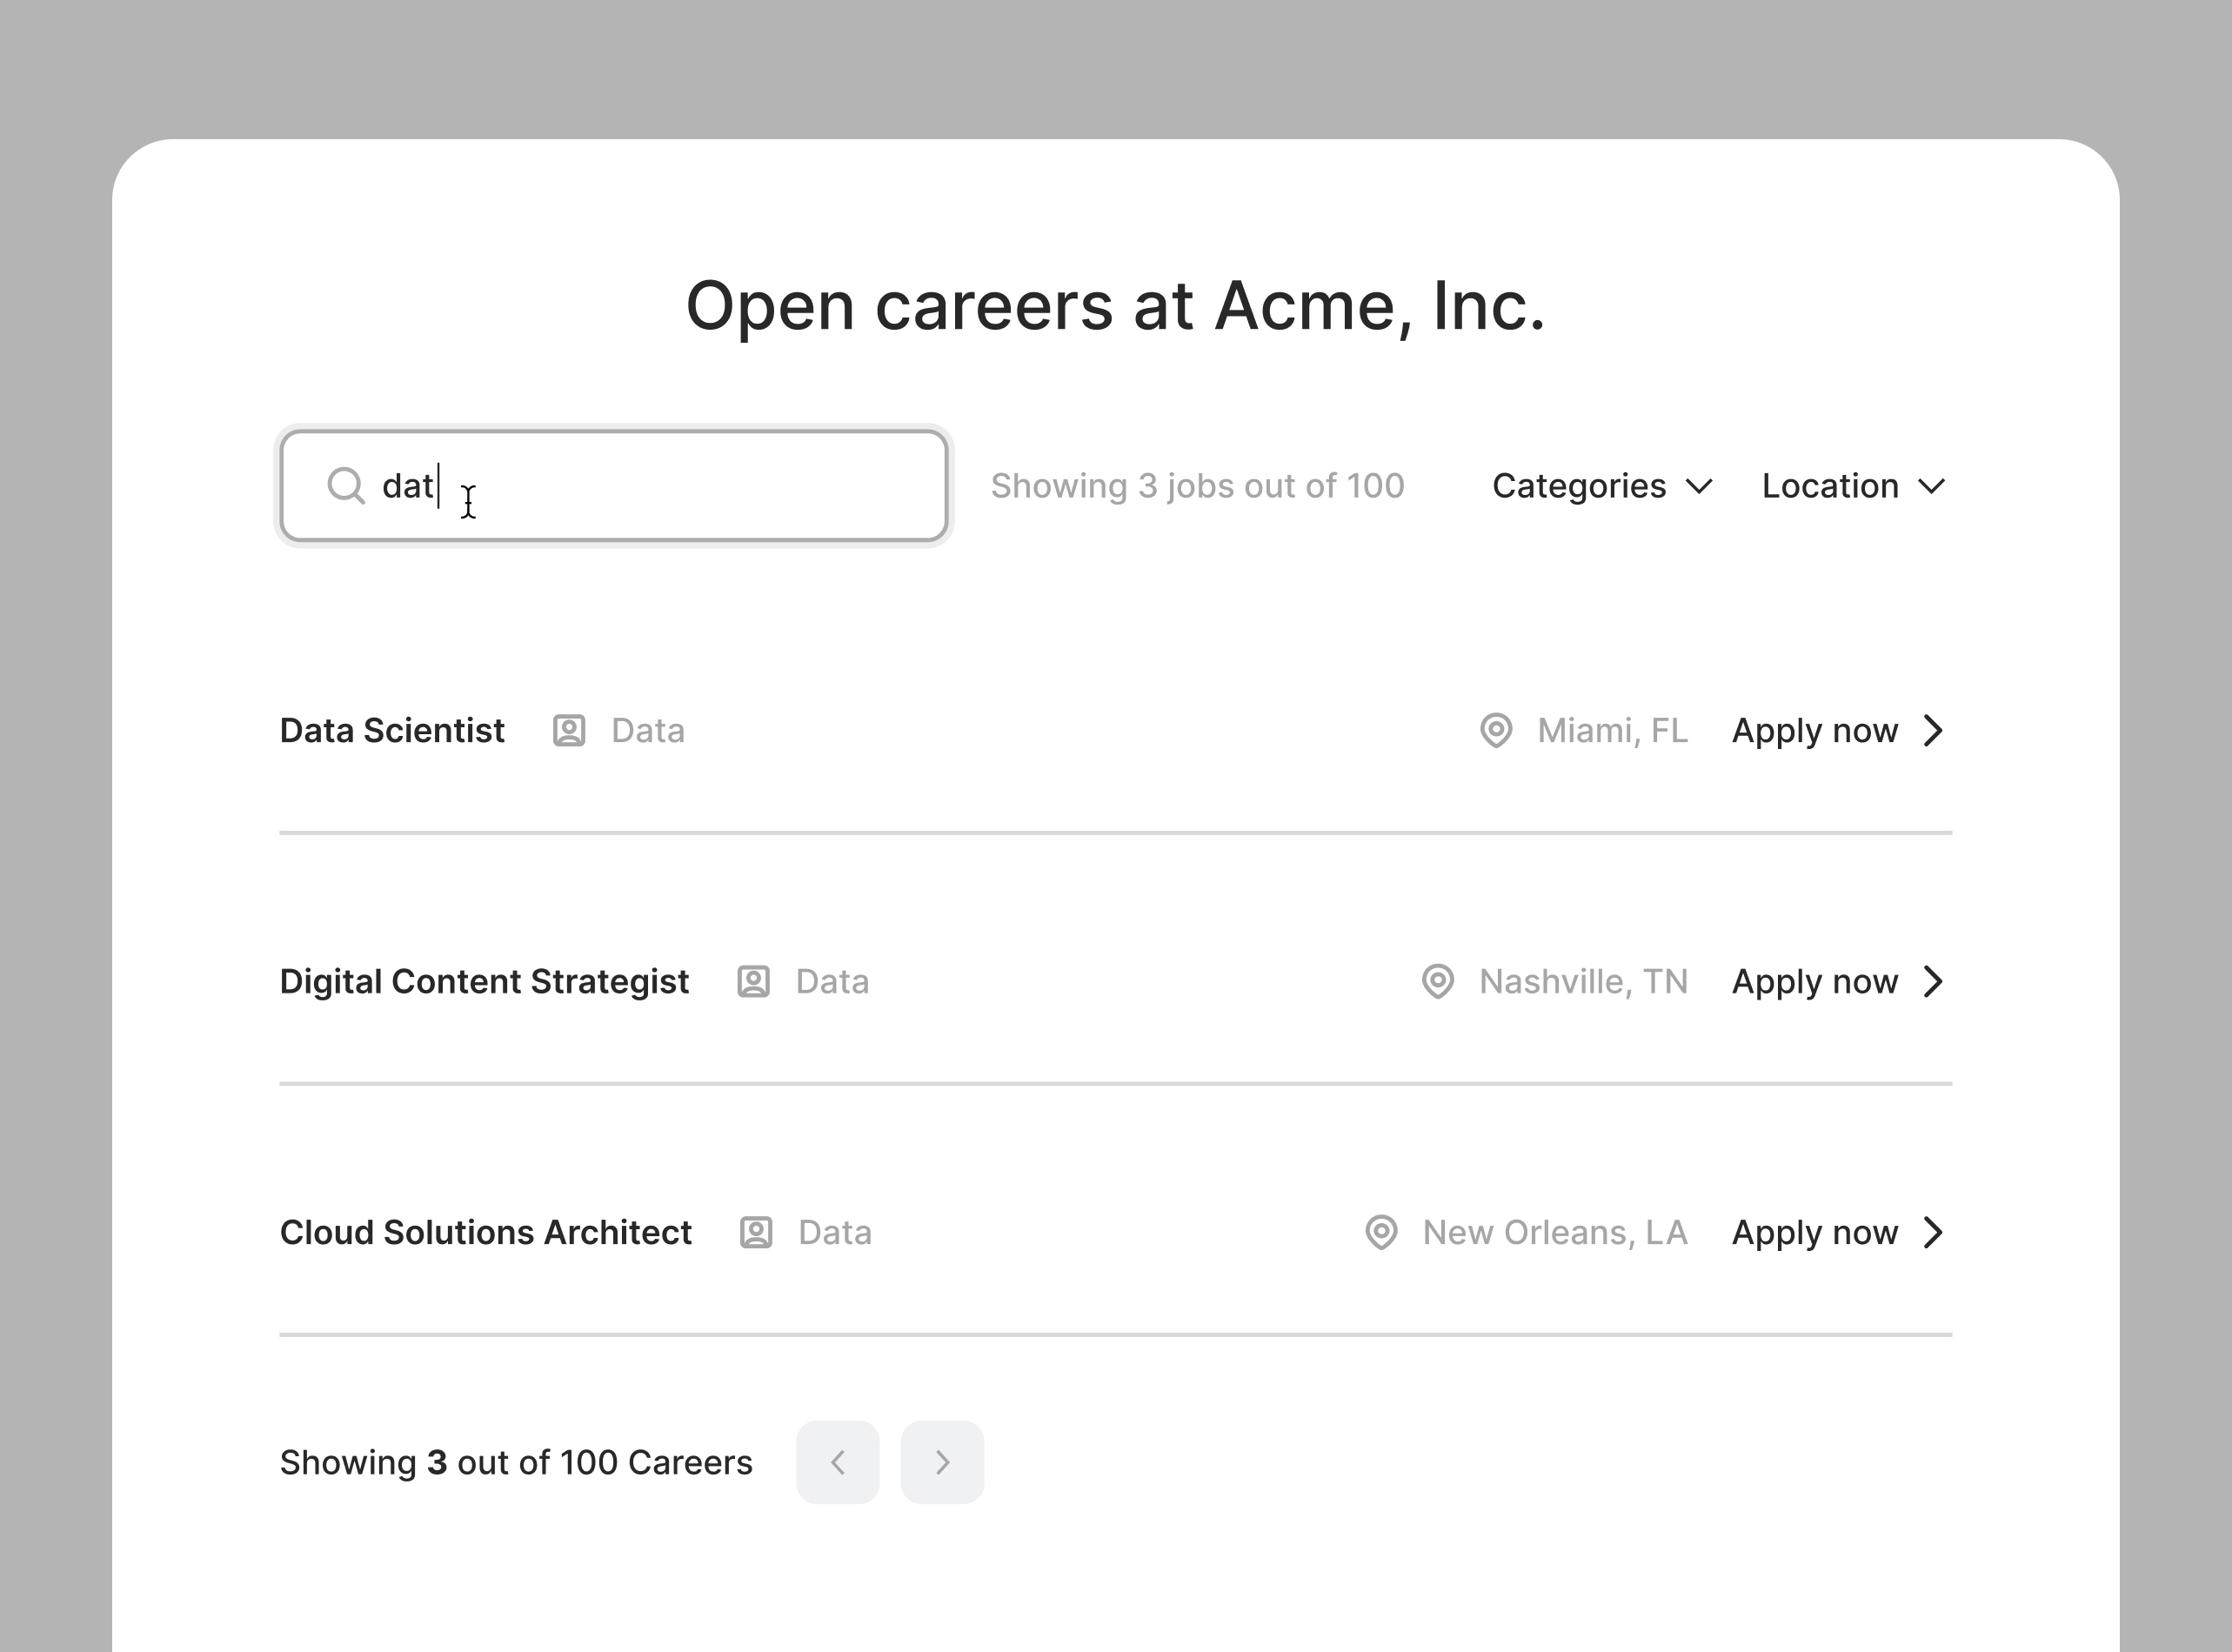 Open careers at Acme, Inc.
dat
Showing 3 jobs out of 100
Categories
Location
Data Scientist
Data
Miami, FL
Apply now
Digital Content Strategist
Data
Nashville, TN
Apply now
Cloud Solutions Architect
Data
New Orleans, LA
Apply now
Showing 3 out of 100 Careers